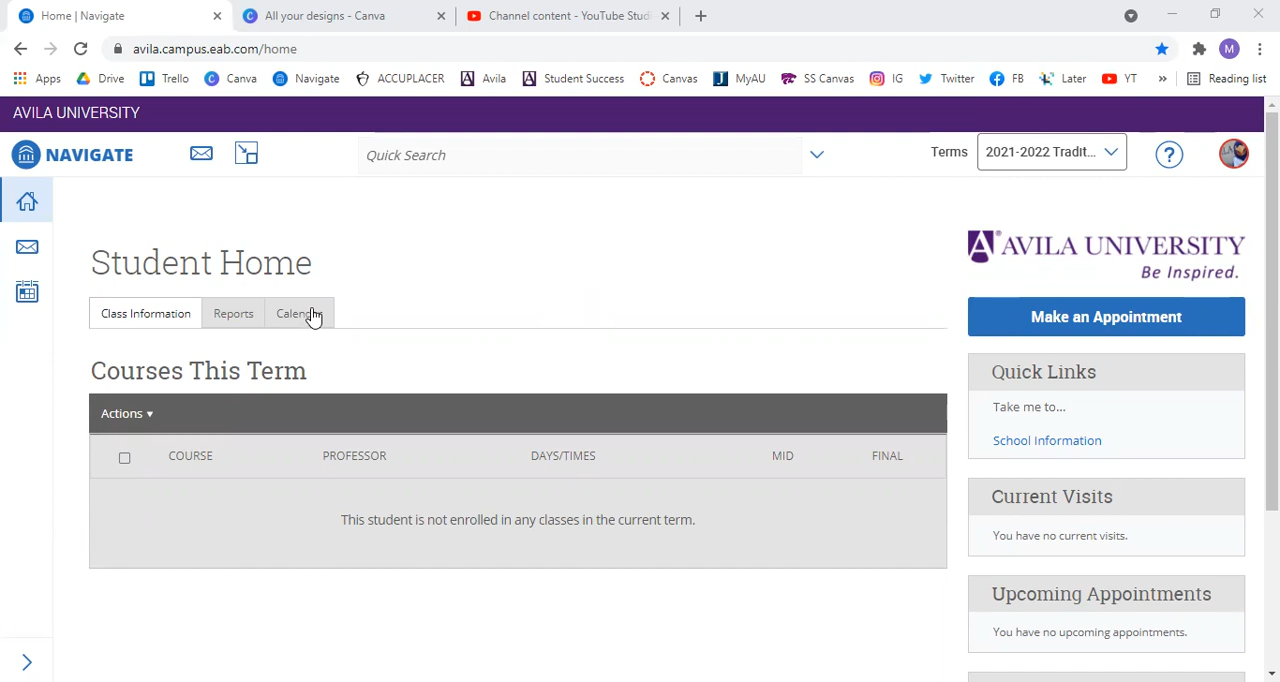 Home | Navigate
All your designs - Canva
Channel content - YouTube Studi
avila.campus.eab.com/home
M
Apps Drive Trello Canva Navigate ACCUPLACER Avila Student Success Canvas MyAU SS Canvas IG Twitter FB Later YT » Reading list
AVILA UNIVERSITY
NAVIGATE
Quick Search
Terms 2021-2022 Tradit...
?
Student Home
Class Information Reports Calendar
Courses This Term
Actions ▾
COURSE PROFESSOR DAYS/TIMES MID FINAL
This student is not enrolled in any classes in the current term.
A® AVILA UNIVERSITY
Be Inspired.
Make an Appointment
Quick Links
Take me to...
School Information
Current Visits
You have no current visits.
Upcoming Appointments
You have no upcoming appointments.